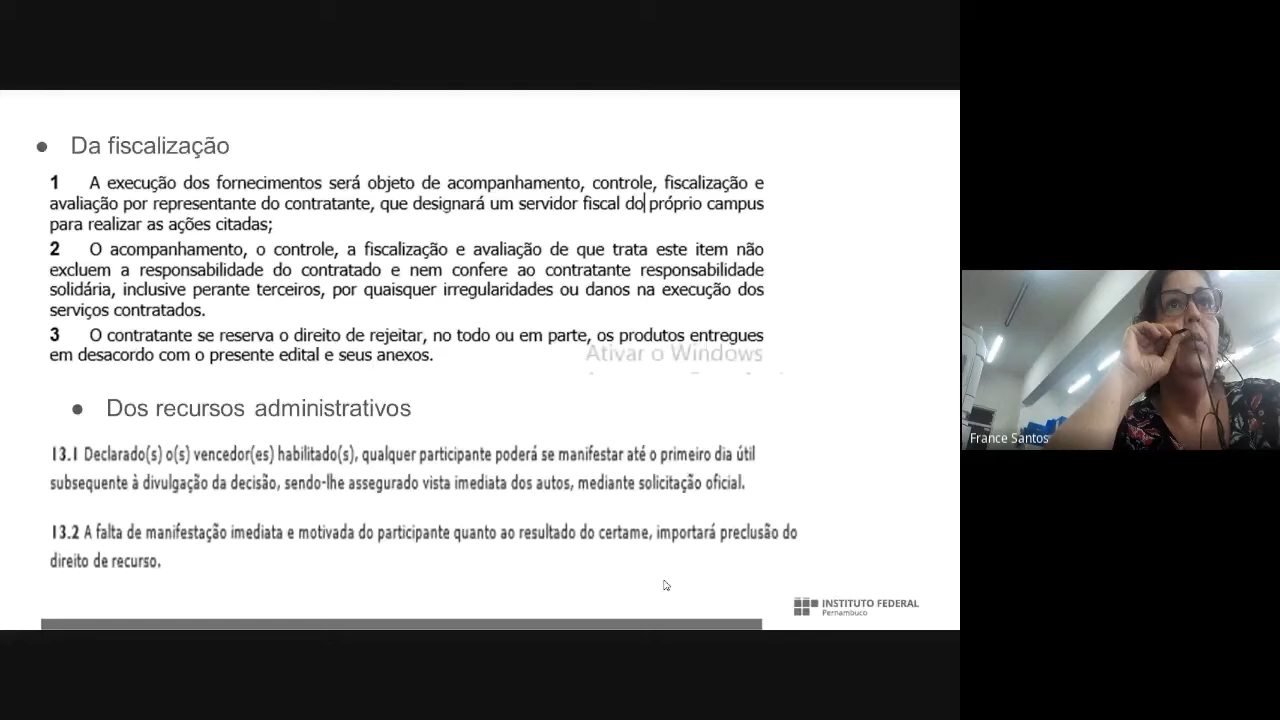 ● Da fiscalização
1 A execução dos fornecimentos será objeto de acompanhamento, controle, fiscalização e
avaliação por representante do contratante, que designará um servidor fiscal do próprio campus
para realizar as ações citadas;
2 O acompanhamento, o controle, a fiscalização e avaliação de que trata este item não
excluem a responsabilidade do contratado e nem confere ao contratante responsabilidade
solidária, inclusive perante terceiros, por quaisquer irregularidades ou danos na execução dos
serviços contratados.
3 O contratante se reserva o direito de rejeitar, no todo ou em parte, os produtos entregues
em desacordo com o presente edital e seus anexos.
Ativar o Windows
● Dos recursos administrativos
13.1 Declarado(s) o(s) vencedor(es) habilitado(s), qualquer participante poderá se manifestar até o primeiro dia útil
subsequente à divulgação da decisão, sendo-lhe assegurado vista imediata dos autos, mediante solicitação oficial.
13.2 A falta de manifestação imediata e motivada do participante quanto ao resultado do certame, importará preclusão do
direito de recurso.
INSTITUTO FEDERAL
Pernambuco
France Santos